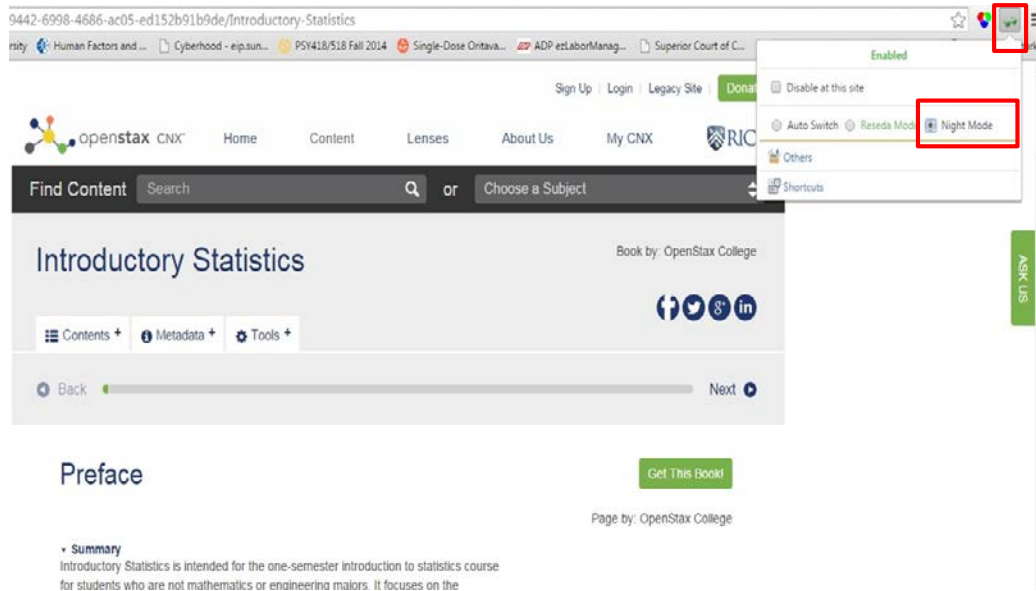 9442-6998-4686-ac05-ed152b91b9de/Introductory-Statistics
rsity Human Factors and ... Cyberhood - eip.sun... PSY418/518 Fall 2014 Single-Dose Oritava... ADP ezLaborManag... Superior Court of C...
Enabled
Disable at this site
Auto Switch Reseda Mode Night Mode
Others
Shortcuts
Sign Up | Login | Legacy Site | Donat
openstax CNX Home Content Lenses About Us My CNX RIC
Find Content Search or Choose a Subject
Introductory Statistics
Book by: OpenStax College
Contents + Metadata + Tools +
Back Next
ASK US
Preface
Get This Book!
Page by: OpenStax College
Summary
Introductory Statistics is intended for the one-semester introduction to statistics course
for students who are not mathematics or engineering majors. It focuses on the